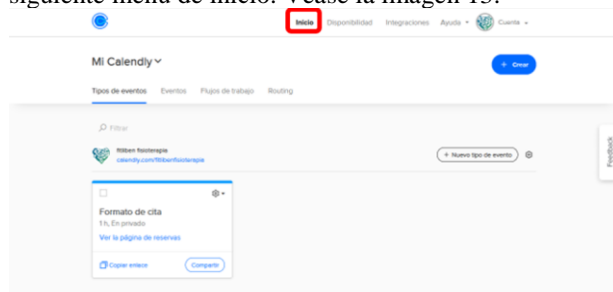 siguiente menú de inicio. Véase la imagen 13:
Inicio Disponibilidad Integraciones Ayuda Cuenta
Mi Calendly
+ Crear
Tipos de eventos Eventos Flujos de trabajo Routing
Filtrar
fisioterapia
+ Nuevo tipo de evento
Feedback
Formato de cita
1 h, En privado
Ver la página de reservas
Copiar enlace Compartir